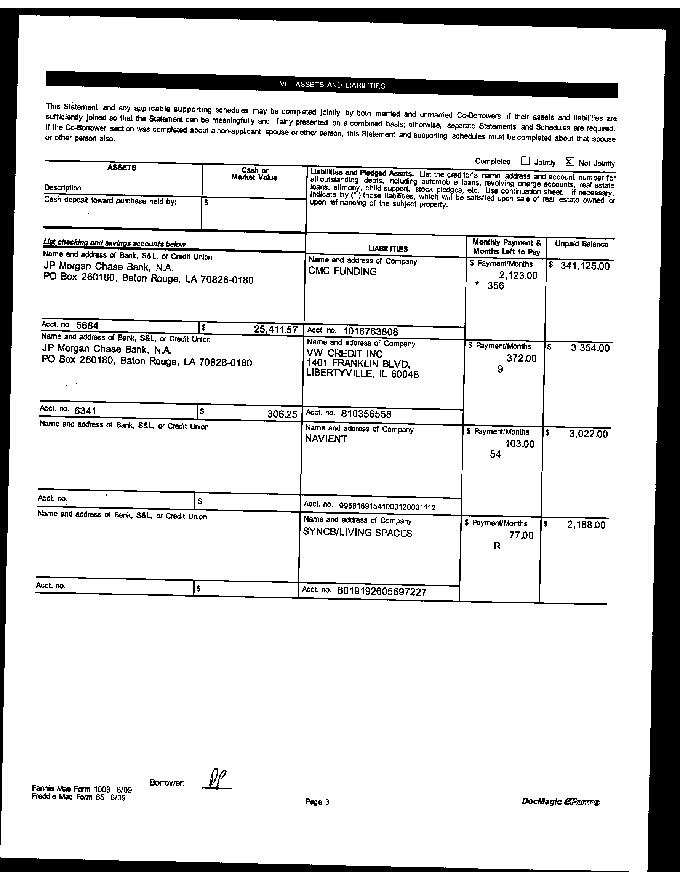 VI. ASSETS AND LIABILITIES
This Statement and any applicable supporting schedules may be completed jointly by both married and unmarried Co-Borrowers if their assets and liabilities are
sufficiently joined so that the Statement can be meaningfully and fairly presented on a combined basis; otherwise, separate Statements and Schedules are required.
If the Co-Borrower section was completed about a non-applicant spouse or other person, this Statement and supporting schedules must be completed about that spouse
or other person also.
Completed Jointly X Not Jointly
ASSETS
Cash or
Market Value
Description
Cash deposit toward purchase held by:
$
Liabilities and Pledged Assets. List the creditor's name, address and account number for
all outstanding debts, including automobile loans, revolving charge accounts, real estate
loans, alimony, child support, stock pledges, etc. Use continuation sheet, if necessary.
Indicate by (*) those liabilities, which will be satisfied upon sale of real estate owned or
upon refinancing of the subject property.
LIABILITIES
Monthly Payment &
Months Left to Pay
Unpaid Balance
List checking and savings accounts below
Name and address of Bank, S&L, or Credit Union
JP Morgan Chase Bank, N.A.
PO Box 260180, Baton Rouge, LA 70826-0180
Acct. no. 5684 $ 25,411.57
Name and address of Company
CMC FUNDING
$ Payment/Months
2,123.00
* 356
$ 341,125.00
Acct. no. 1016763808
Name and address of Bank, S&L, or Credit Union
JP Morgan Chase Bank, N.A.
PO Box 260180, Baton Rouge, LA 70826-0180
Acct. no. 6341 $ 306.25
Name and address of Company
VW CREDIT INC
1401 FRANKLIN BLVD,
LIBERTYVILLE, IL 60048
$ Payment/Months
372.00
9
$ 3,354.00
Acct. no. 810356558
Name and address of Bank, S&L, or Credit Union
Acct. no. $
Name and address of Company
NAVIENT
$ Payment/Months
103.00
54
$ 3,022.00
Acct. no.
Name and address of Bank, S&L, or Credit Union
Acct. no. $
Name and address of Company
SYNCB/LIVING SPACES
$ Payment/Months
77.00
R
$ 2,188.00
Acct. no. 6019192605697227
Borrower:
Fannie Mae Form 1003 6/09
Freddie Mac Form 65 6/09
Page 3
DocMagic eForms